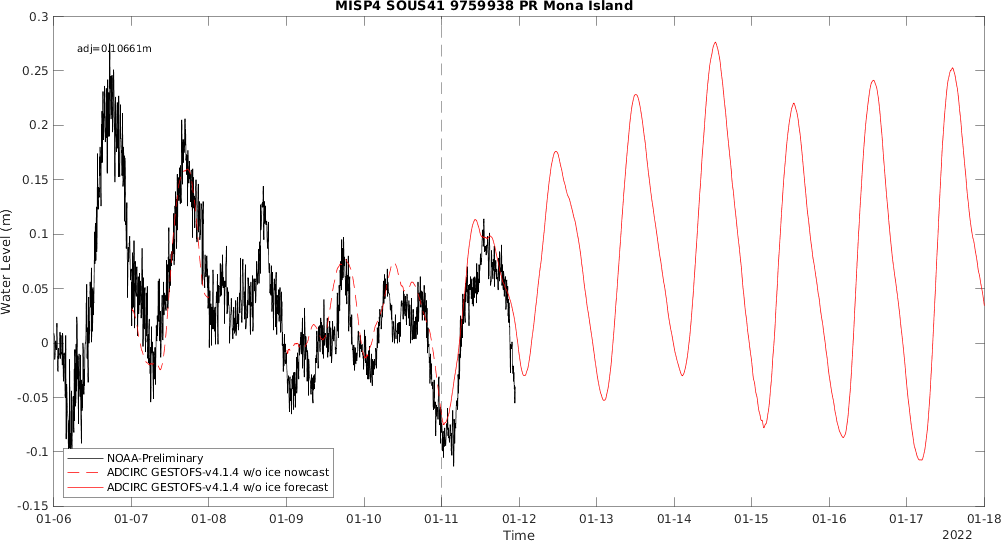 MISP4 SOUS41 9759938 PR Mona Island
adj=0.10661m
0.3
0.25
0.2
0.15
0.1
0.05
0
-0.05
-0.1
-0.15
Water Level (m)
NOAA-Preliminary
ADCIRC GESTOFS-v4.1.4 w/o ice nowcast
ADCIRC GESTOFS-v4.1.4 w/o ice forecast
01-06 01-07 01-08 01-09 01-10 01-11 01-12 01-13 01-14 01-15 01-16 01-17 01-18
Time
2022